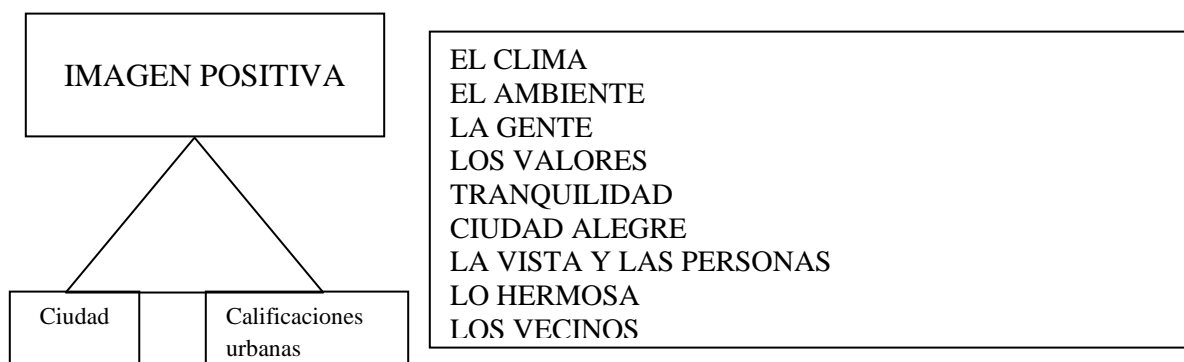 IMAGEN POSITIVA
Ciudad
Calificaciones
urbanas
EL CLIMA
EL AMBIENTE
LA GENTE
LOS VALORES
TRANQUILIDAD
CIUDAD ALEGRE
LA VISTA Y LAS PERSONAS
LO HERMOSA
LOS VECINOS